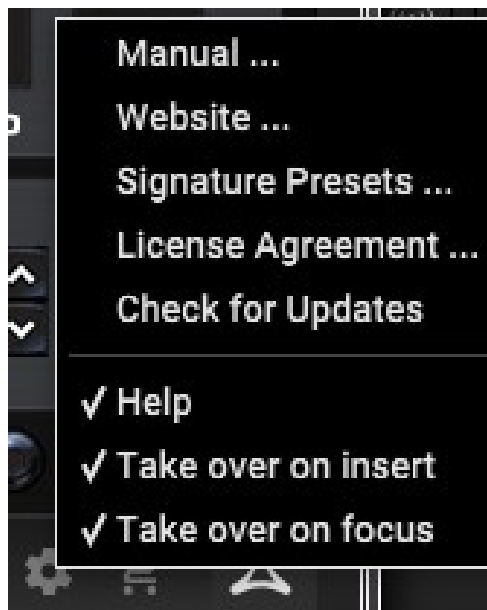 Manual ...
Website ...
Signature Presets ...
License Agreement ...
Check for Updates
✓ Help
✓ Take over on insert
✓ Take over on focus